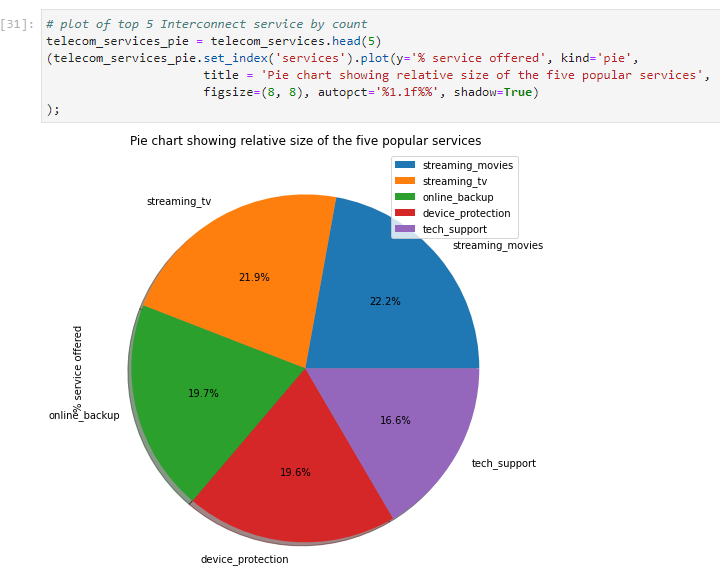 [31]:
# plot of top 5 Interconnect service by count
telecom_services_pie = telecom_services.head(5)
(telecom_services_pie.set_index('services').plot(y='% service offered', kind='pie',
title = 'Pie chart showing relative size of the five popular services',
figsize=(8, 8), autopct='%1.1f%%', shadow=True)
);
Pie chart showing relative size of the five popular services
streaming_movies
streaming_tv
online_backup
device_protection
tech_support
streaming_tv
streaming_movies
21.9%
22.2%
% service offered
19.7%
online_backup
16.6%
tech_support
19.6%
device_protection